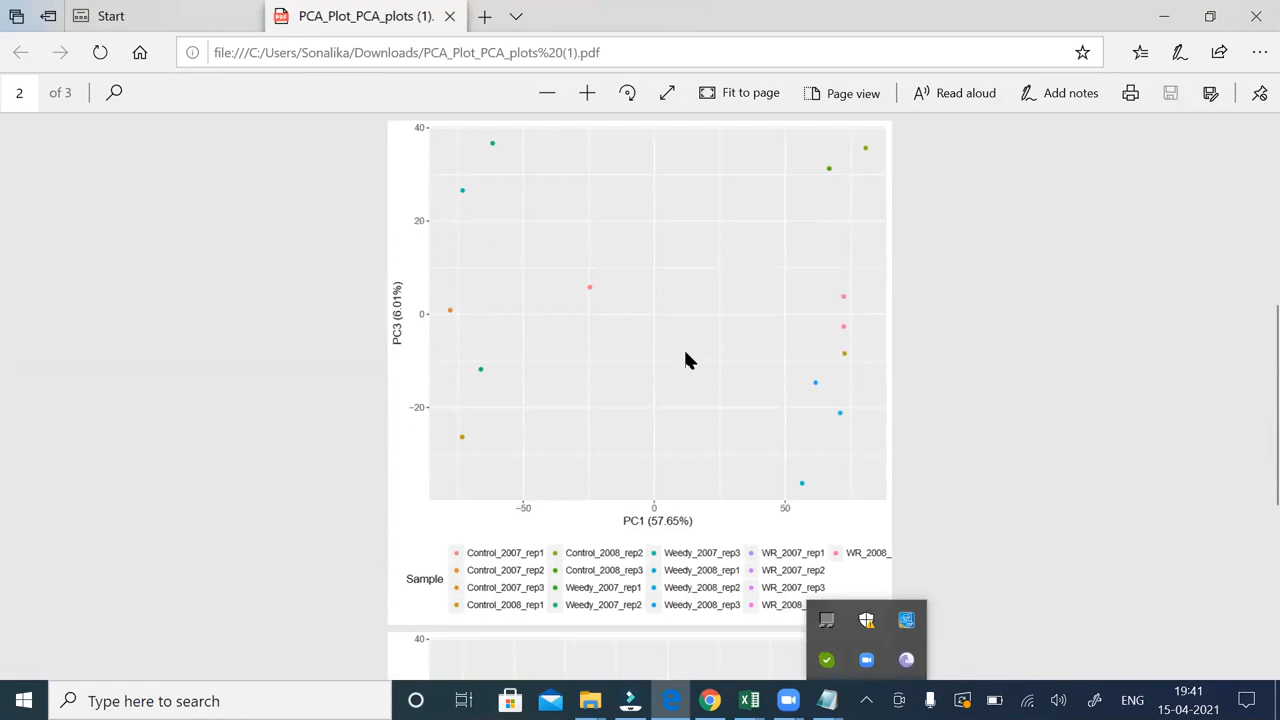 Start
PCA_Plot_PCA_plots (1).
file:///C:/Users/Sonalika/Downloads/PCA_Plot_PCA_plots%20(1).pdf
2 of 3
Fit to page
Page view
Read aloud
Add notes
40
20
0
−20
PC3 (6.01%)
−50 0 50
PC1 (57.65%)
Sample
Control_2007_rep1 Control_2008_rep2 Weedy_2007_rep3 WR_2007_rep1 WR_2008_
Control_2007_rep2 Control_2008_rep3 Weedy_2008_rep1 WR_2007_rep2
Control_2007_rep3 Weedy_2007_rep1 Weedy_2008_rep2 WR_2007_rep3
Control_2008_rep1 Weedy_2007_rep2 Weedy_2008_rep3 WR_2008_
40
Type here to search
ENG
19:41
15-04-2021